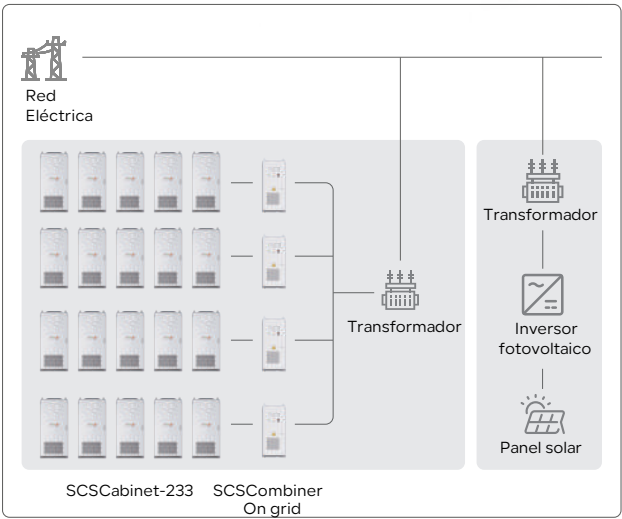 Red
Eléctrica
Transformador
Transformador
Inversor
fotovoltaico
Panel solar
SCSCabinet-233
SCSCombiner
On grid